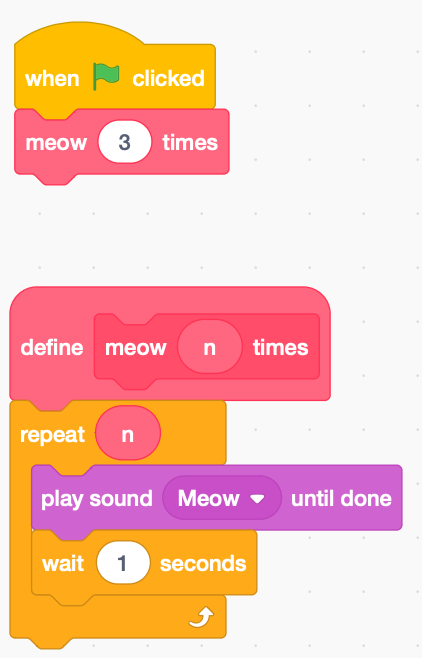 when clicked
meow 3 times
define meow n times
repeat n
play sound Meow until done
wait 1 seconds